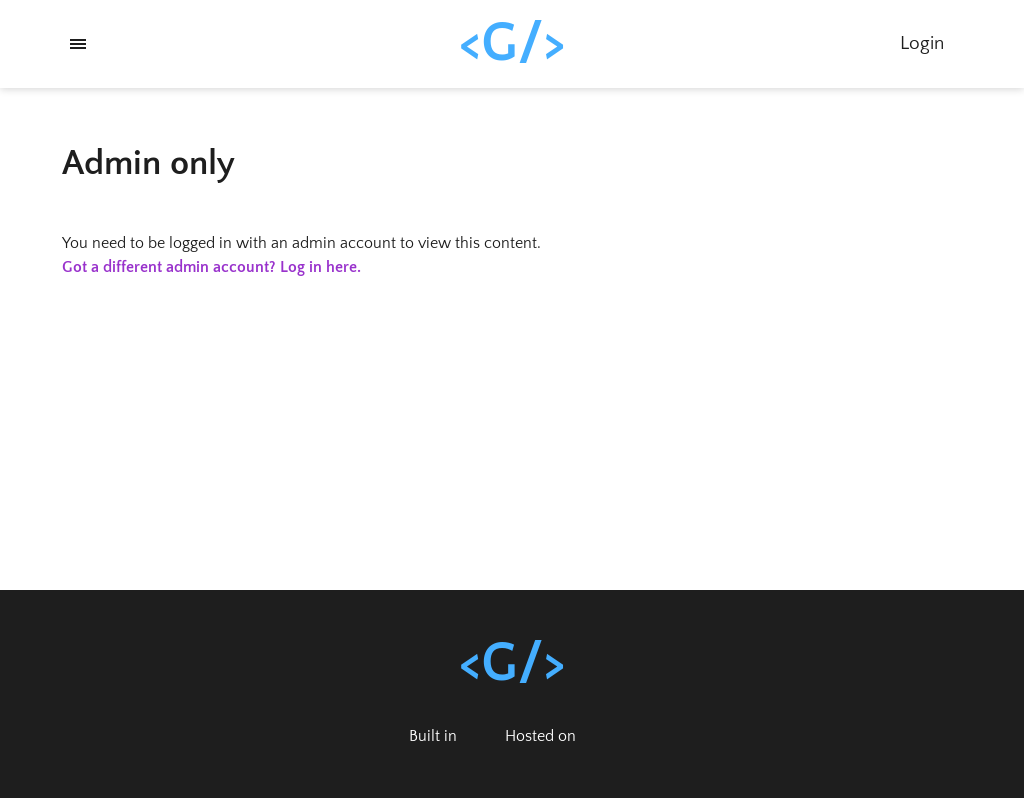 <G/>
Login
Admin only
You need to be logged in with an admin account to view this content.
Got a different admin account? Log in here.
<G/>
Built in
Hosted on